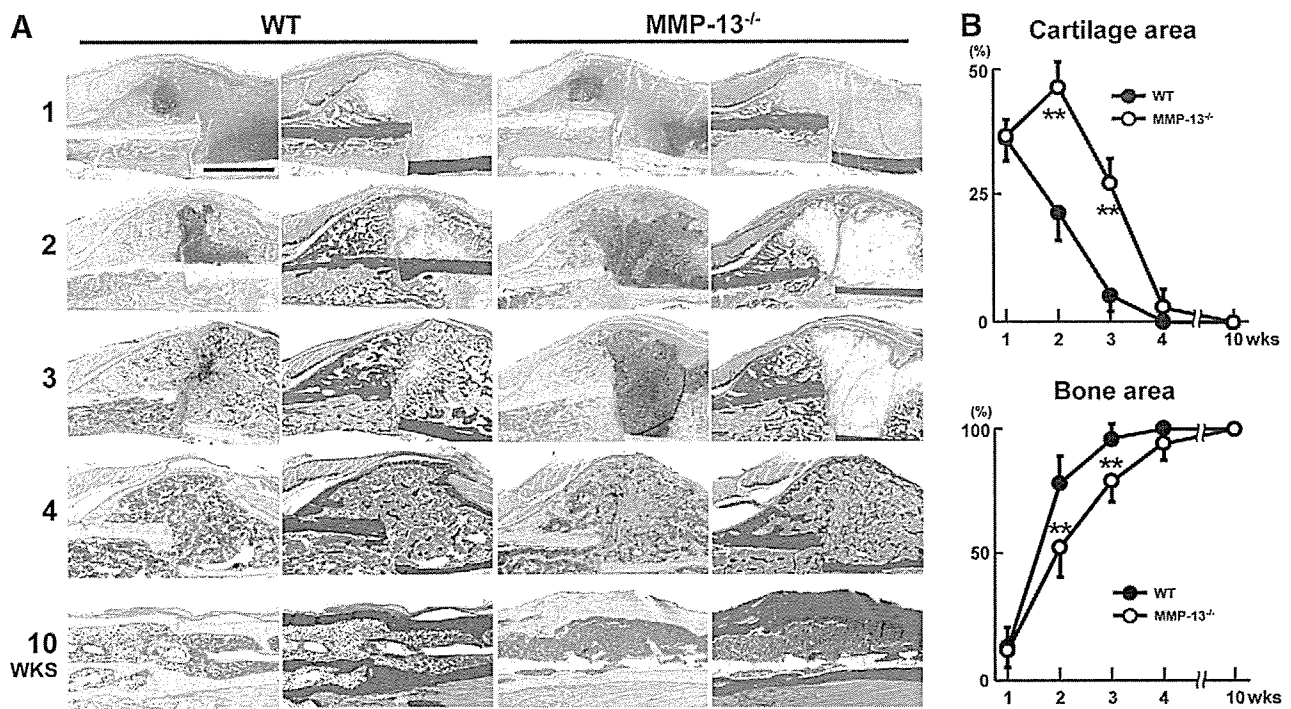 A
WT
MMP-13-/-
1
2
3
4
10
WKS
B
Cartilage area
(%)
50
25
0
WT
MMP-13-/-
**
**
1 2 3 4 10 wks
Bone area
(%)
100
50
0
**
**
WT
MMP-13-/-
1 2 3 4 10 wks